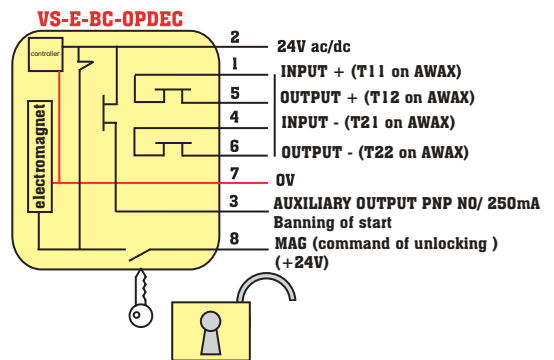 VS-E-BC-OPDEC
controller
electromagnet
2 24V ac/dc
1 INPUT + (T11 on AWAX)
5 OUTPUT + (T12 on AWAX)
4 INPUT - (T21 on AWAX)
6 OUTPUT - (T22 on AWAX)
7 0V
3 AUXILIARY OUTPUT PNP NO/ 250mA
Banning of start
8 MAG (command of unlocking )
(+24V)